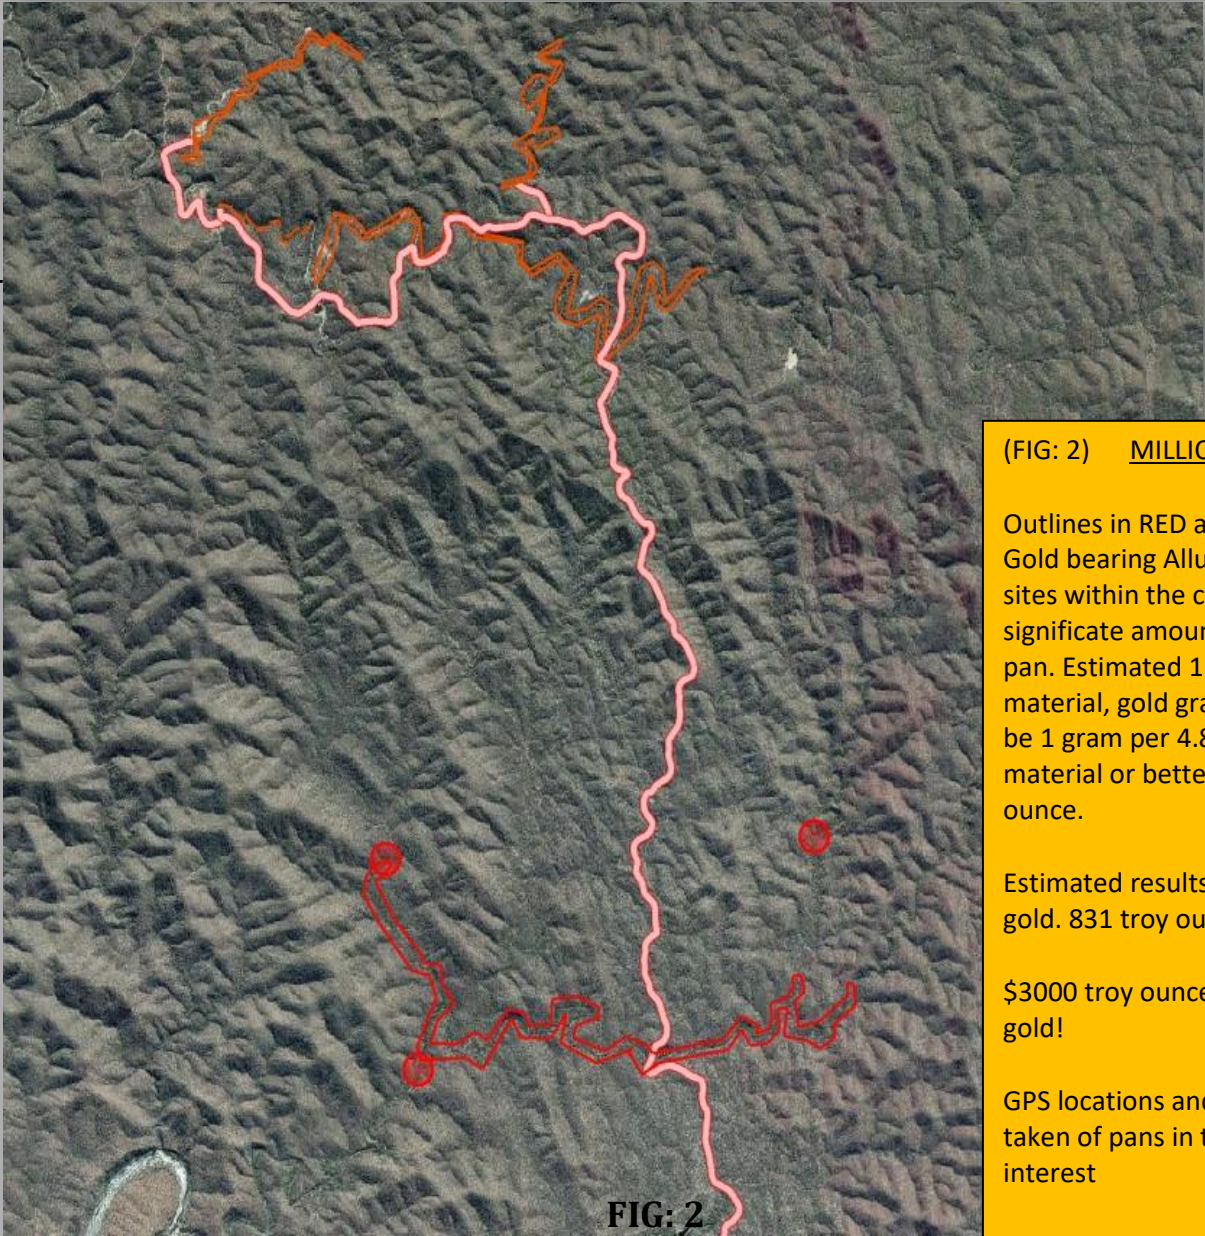 (FIG: 2) MILLIC
Outlines in RED a
Gold bearing Allu
sites within the c
significate amour
pan. Estimated 1
material, gold gra
be 1 gram per 4.8
material or bette
ounce.
Estimated results
gold. 831 troy ou
$3000 troy ounce
gold!
GPS locations and
taken of pans in t
interest
FIG: 2